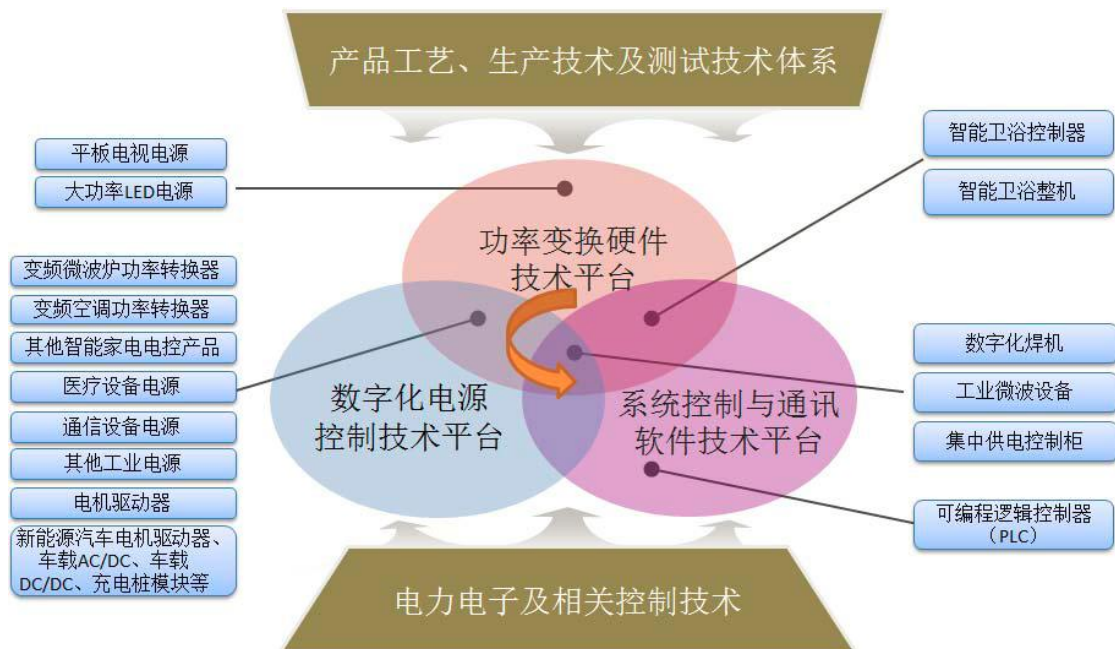 产品工艺、生产技术及测试技术体系
平板电视电源
大功率LED电源
智能卫浴控制器
智能卫浴整机
功率变换硬件
技术平台
变频微波炉功率转换器
变频空调功率转换器
其他智能家电电控产品
医疗设备电源
通信设备电源
其他工业电源
电机驱动器
新能源汽车电机驱动器、
车载AC/DC、车载
DC/DC、充电桩模块等
数字化电源
控制技术平台
系统控制与通讯
软件技术平台
数字化焊机
工业微波设备
集中供电控制柜
可编程逻辑控制器
（PLC）
电力电子及相关控制技术